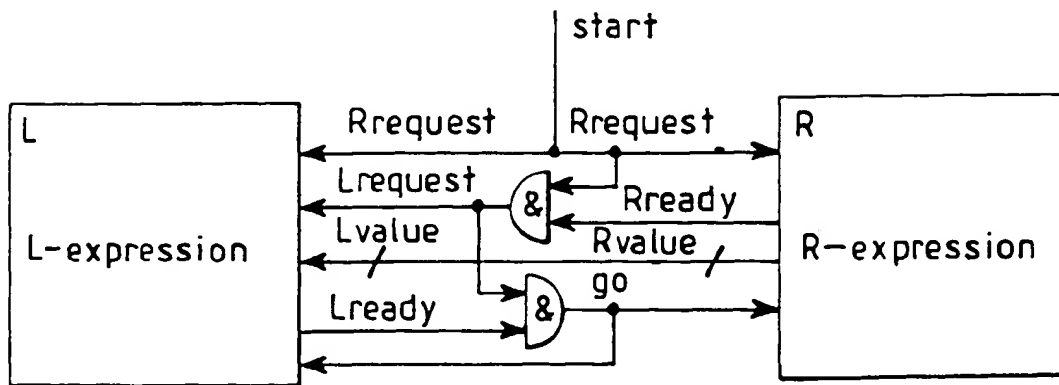 start
L
Rrequest
Rrequest
R
Lrequest
&
Rready
L-expression
Lvalue
Rvalue
R-expression
go
Lready
&